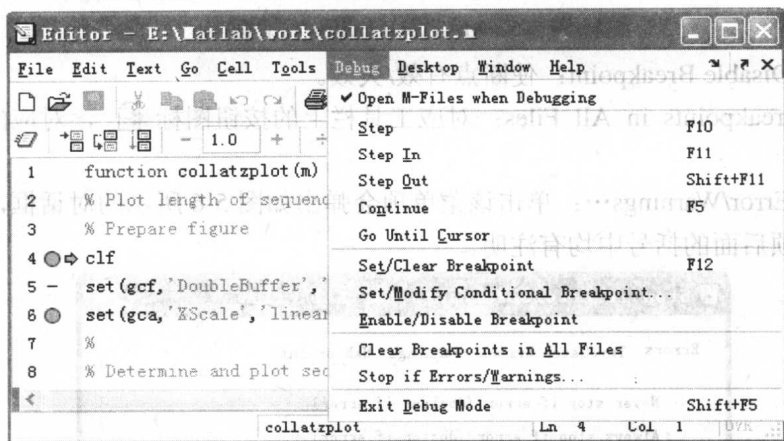 Editor - E:\Matlab\work\collatzplot.m
File Edit Text Go Cell Tools Debug Desktop Window Help
1.0
1 function collatzplot(m)
2 % Plot length of sequenc
3 % Prepare figure
4 clf
5 - set(gcf,'DoubleBuffer','
6 set(gca,'XScale','linear
7 %
8 % Determine and plot sec
Open M-Files when Debugging
Step F10
Step In F11
Step Out Shift+F11
Continue F5
Go Until Cursor
Set/Clear Breakpoint F12
Set/Modify Conditional Breakpoint...
Enable/Disable Breakpoint
Clear Breakpoints in All Files
Stop if Errors/Warnings...
Exit Debug Mode Shift+F5
collatzplot Ln 4 Col 1